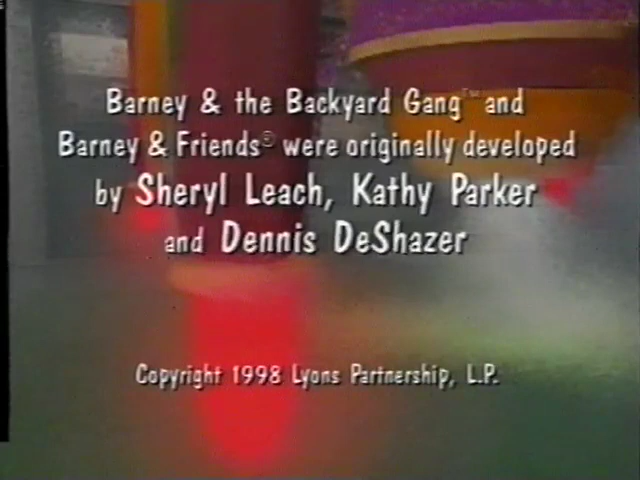 Barney & the Backyard Gang™ and
Barney & Friends® were originally developed
by Sheryl Leach, Kathy Parker
and Dennis DeShazer
Copyright 1998 Lyons Partnership, L.P.